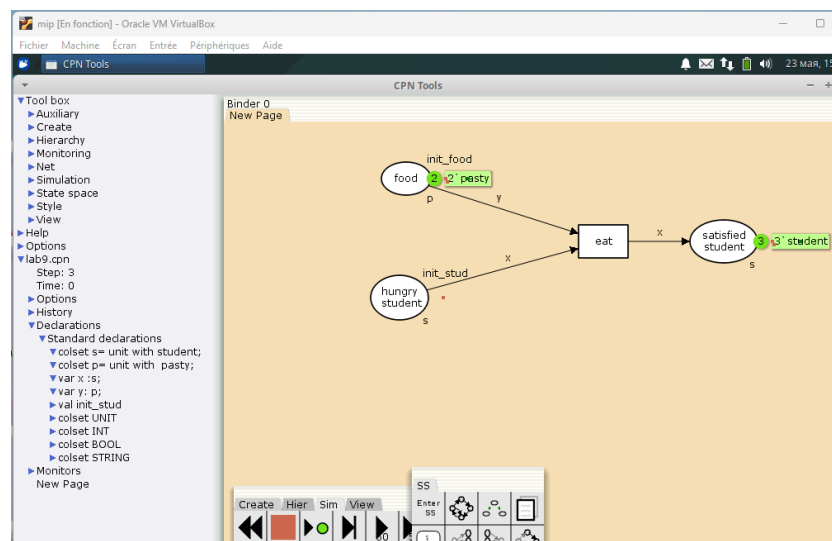 mip [En fonction] - Oracle VM VirtualBox
Fichier Machine Écran Entrée Périphériques Aide
CPN Tools
23 мая, 15
CPN Tools
Tool box
Auxiliary
Create
Hierarchy
Monitoring
Net
Simulation
State space
Style
View
Help
Options
lab9.cpn
Step: 3
Time: 0
Options
History
Declarations
Standard declarations
colset s= unit with student;
colset p= unit with pasty;
var x :s;
var y: p;
val init_stud
colset UNIT
colset INT
colset BOOL
colset STRING
Monitors
New Page
Binder 0
New Page
init_food
food
2
2`pasty
p
y
eat
x
satisfied
student
3
3`student
s
x
init_stud
hungry
student
s
Create Hier Sim View
SS
Enter
SS